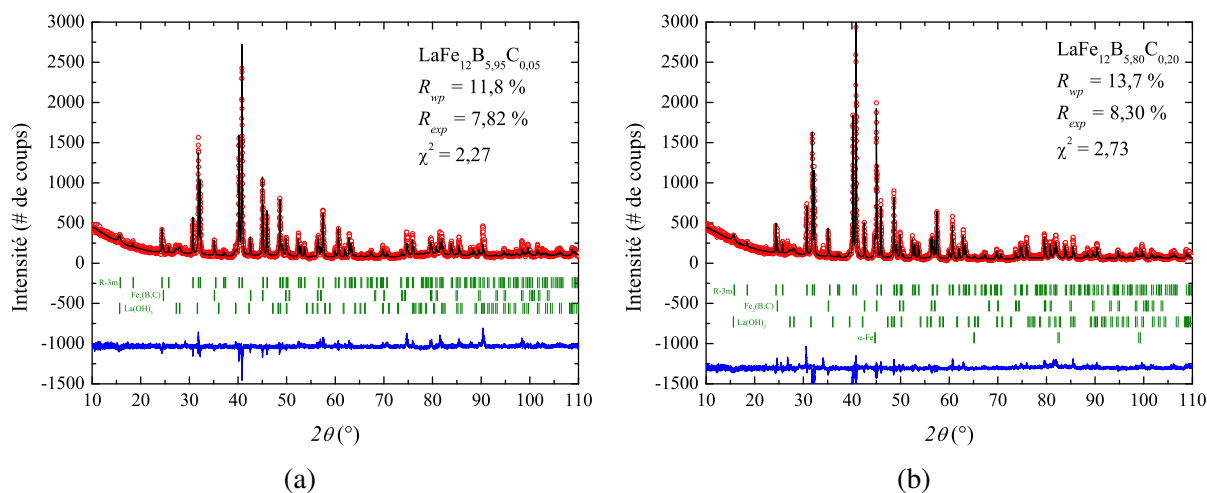 3000
2500
2000
1500
1000
500
0
-500
-1000
-1500
Intensité (# de coups)
LaFe12B5,95C0,05
Rwp = 11,8 %
Rexp = 7,82 %
χ² = 2,27
R-3m
Fe2(B,C)
La(OH)3
10 20 30 40 50 60 70 80 90 100 110
2θ (°)
(a)
3000
2500
2000
1500
1000
500
0
-500
-1000
-1500
Intensité (# de coups)
LaFe12B5,80C0,20
Rwp = 13,7 %
Rexp = 8,30 %
χ² = 2,73
R-3m
Fe2(B,C)
La(OH)3
α-Fe
10 20 30 40 50 60 70 80 90 100 110
2θ (°)
(b)